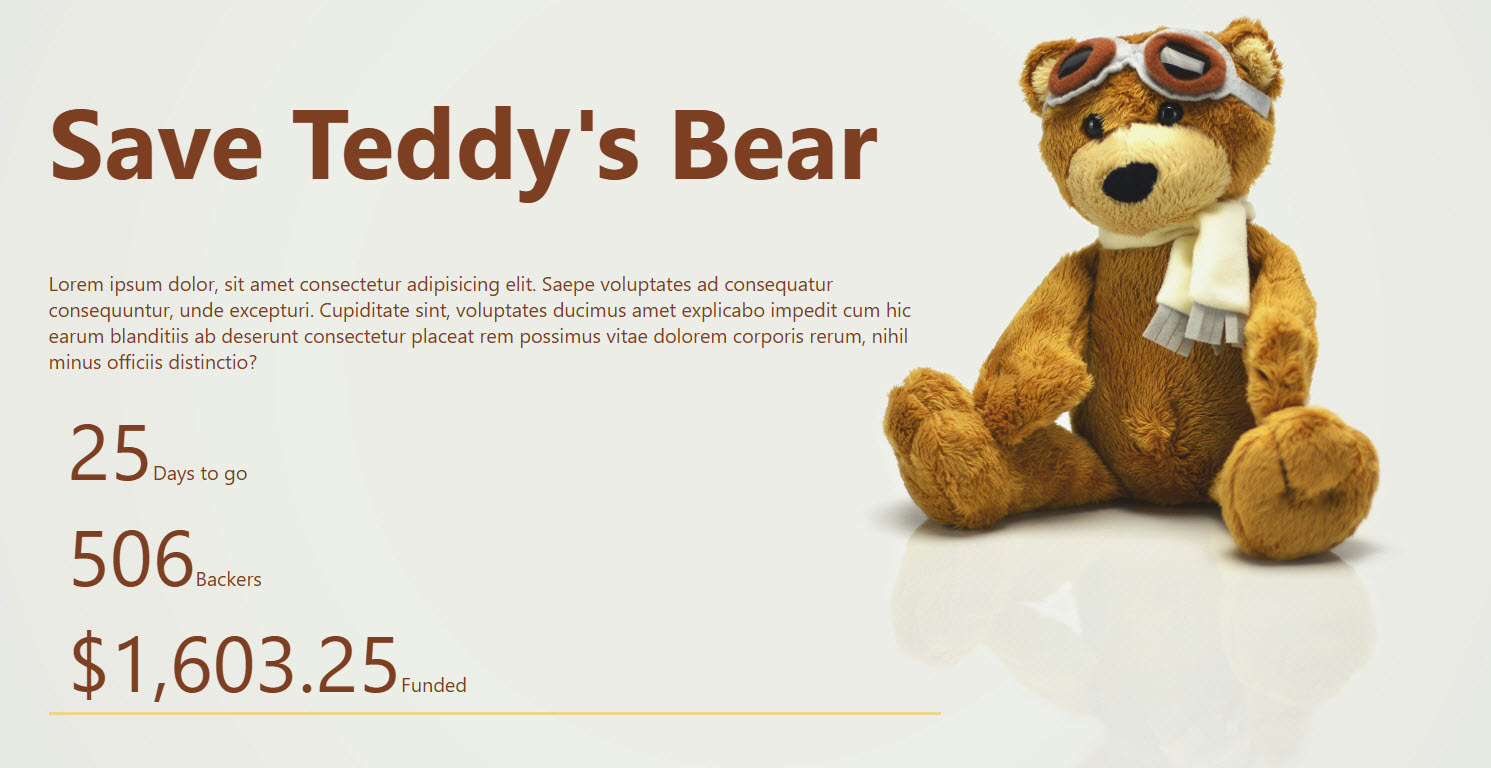 Save Teddy's Bear
Lorem ipsum dolor, sit amet consectetur adipisicing elit. Saepe voluptates ad consequatur
consequuntur, unde excepturi. Cupiditate sint, voluptates ducimus amet explicabo impedit cum hic
earum blanditiis ab deserunt consectetur placeat rem possimus vitae dolorem corporis rerum, nihil
minus officiis distinctio?
25 Days to go
506 Backers
$1,603.25 Funded